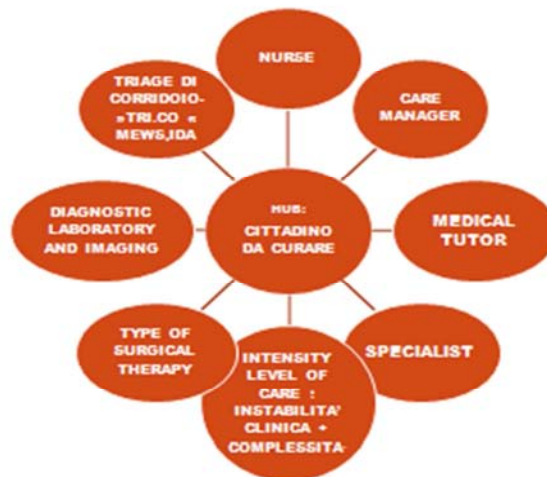 NURSE
CARE
MANAGER
MEDICAL
TUTOR
SPECIALIST
INTENSITY
LEVEL OF
CARE :
INSTABILITA'
CLINICA +
COMPLESSITA
TYPE OF
SURGICAL
THERAPY
DIAGNOSTIC
LABORATORY
AND IMAGING
TRIAGE DI
CORRIDOIO-
»TRI.CO «
MEWS,IDA
HUB:
CITTADINO
DA CURARE